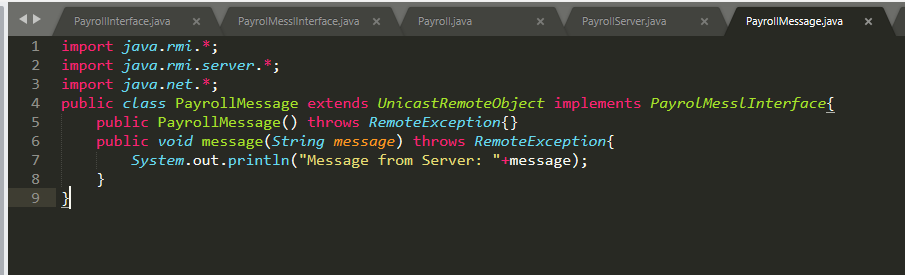 PayrollInterface.java PayrolMesslInterface.java Payroll.java PayrollServer.java PayrollMessage.java
1 import java.rmi.*;
2 import java.rmi.server.*;
3 import java.net.*;
4 public class PayrollMessage extends UnicastRemoteObject implements PayrolMesslInterface{
5 public PayrollMessage() throws RemoteException{}
6 public void message(String message) throws RemoteException{
7 System.out.println("Message from Server: "+message);
8 }
9 }